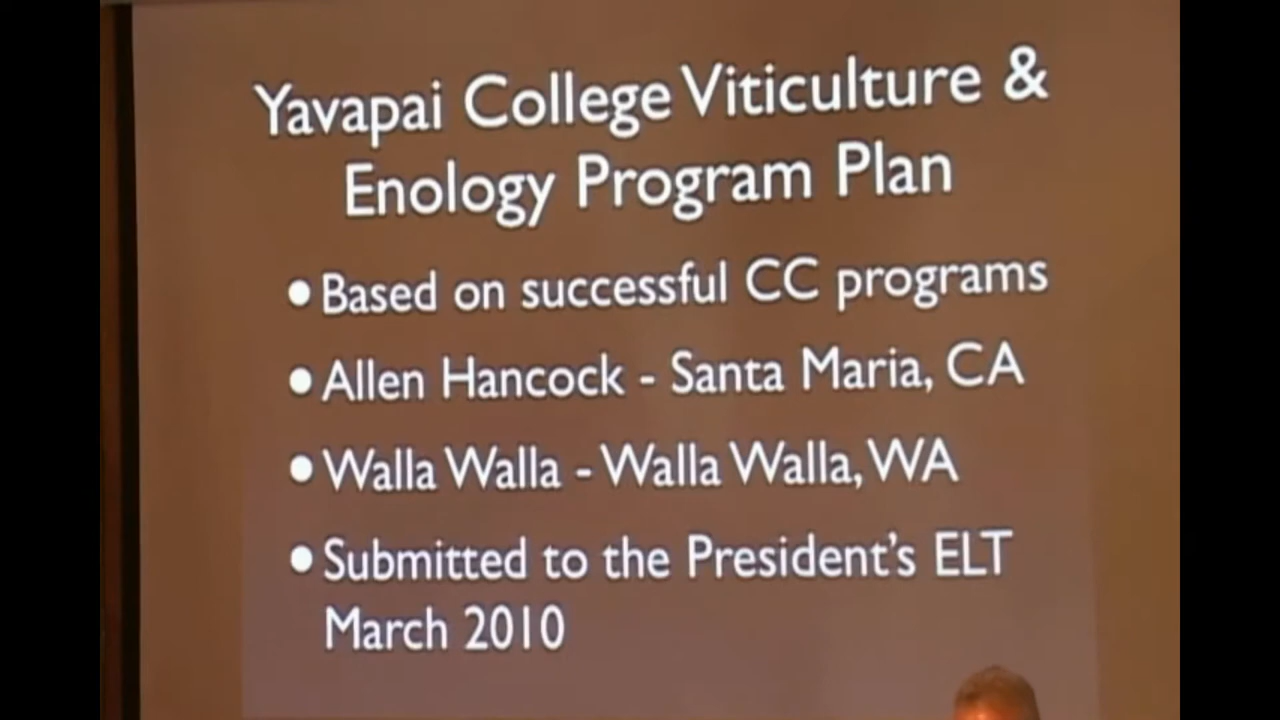 Yavapai College Viticulture &
Enology Program Plan
• Based on successful CC programs
• Allen Hancock - Santa Maria, CA
• Walla Walla - Walla Walla, WA
• Submitted to the President's ELT
March 2010